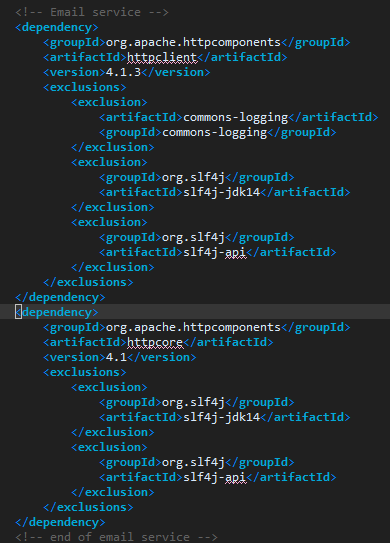 <!-- Email service -->
<dependency>
<groupId>org.apache.httpcomponents</groupId>
<artifactId>httpclient</artifactId>
<version>4.1.3</version>
<exclusions>
<exclusion>
<artifactId>commons-logging</artifactId>
<groupId>commons-logging</groupId>
</exclusion>
<exclusion>
<groupId>org.slf4j</groupId>
<artifactId>slf4j-jdk14</artifactId>
</exclusion>
<exclusion>
<groupId>org.slf4j</groupId>
<artifactId>slf4j-api</artifactId>
</exclusion>
</exclusions>
</dependency>
<dependency>
<groupId>org.apache.httpcomponents</groupId>
<artifactId>httpcore</artifactId>
<version>4.1</version>
<exclusions>
<exclusion>
<groupId>org.slf4j</groupId>
<artifactId>slf4j-jdk14</artifactId>
</exclusion>
<exclusion>
<groupId>org.slf4j</groupId>
<artifactId>slf4j-api</artifactId>
</exclusion>
</exclusions>
</dependency>
<!-- end of email service -->